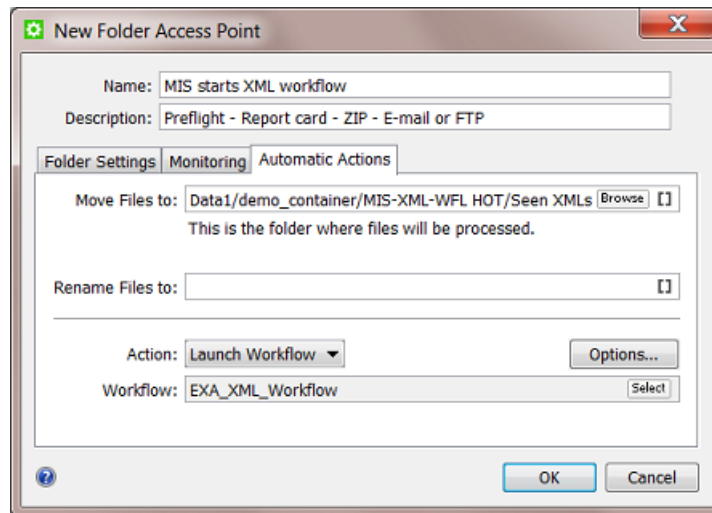 New Folder Access Point
Name: MIS starts XML workflow
Description: Preflight - Report card - ZIP - E-mail or FTP
Folder Settings Monitoring Automatic Actions
Move Files to: Data1/demo_container/MIS-XML-WFL HOT/Seen XMLs Browse []
This is the folder where files will be processed.
Rename Files to: []
Action: Launch Workflow Options...
Workflow: EXA_XML_Workflow Select
? OK Cancel